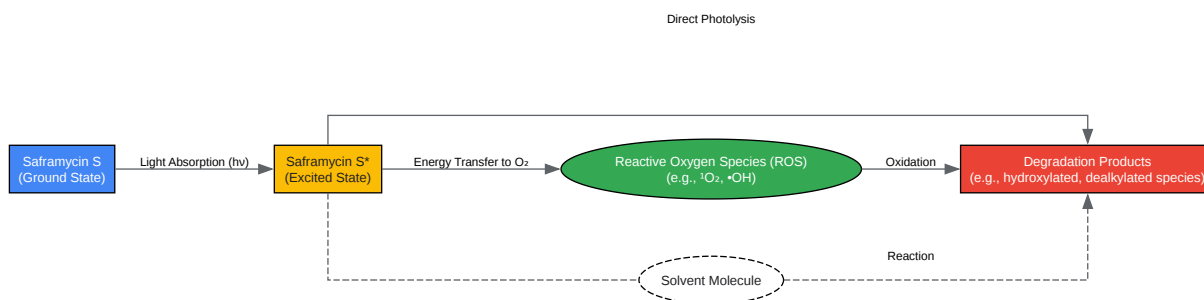 Direct Photolysis
Saframycin S
(Ground State)
Light Absorption (hν)
Saframycin S*
(Excited State)
Energy Transfer to O₂
Reactive Oxygen Species (ROS)
(e.g., ¹O₂, •OH)
Oxidation
Degradation Products
(e.g., hydroxylated, dealkylated species)
Reaction
Solvent Molecule